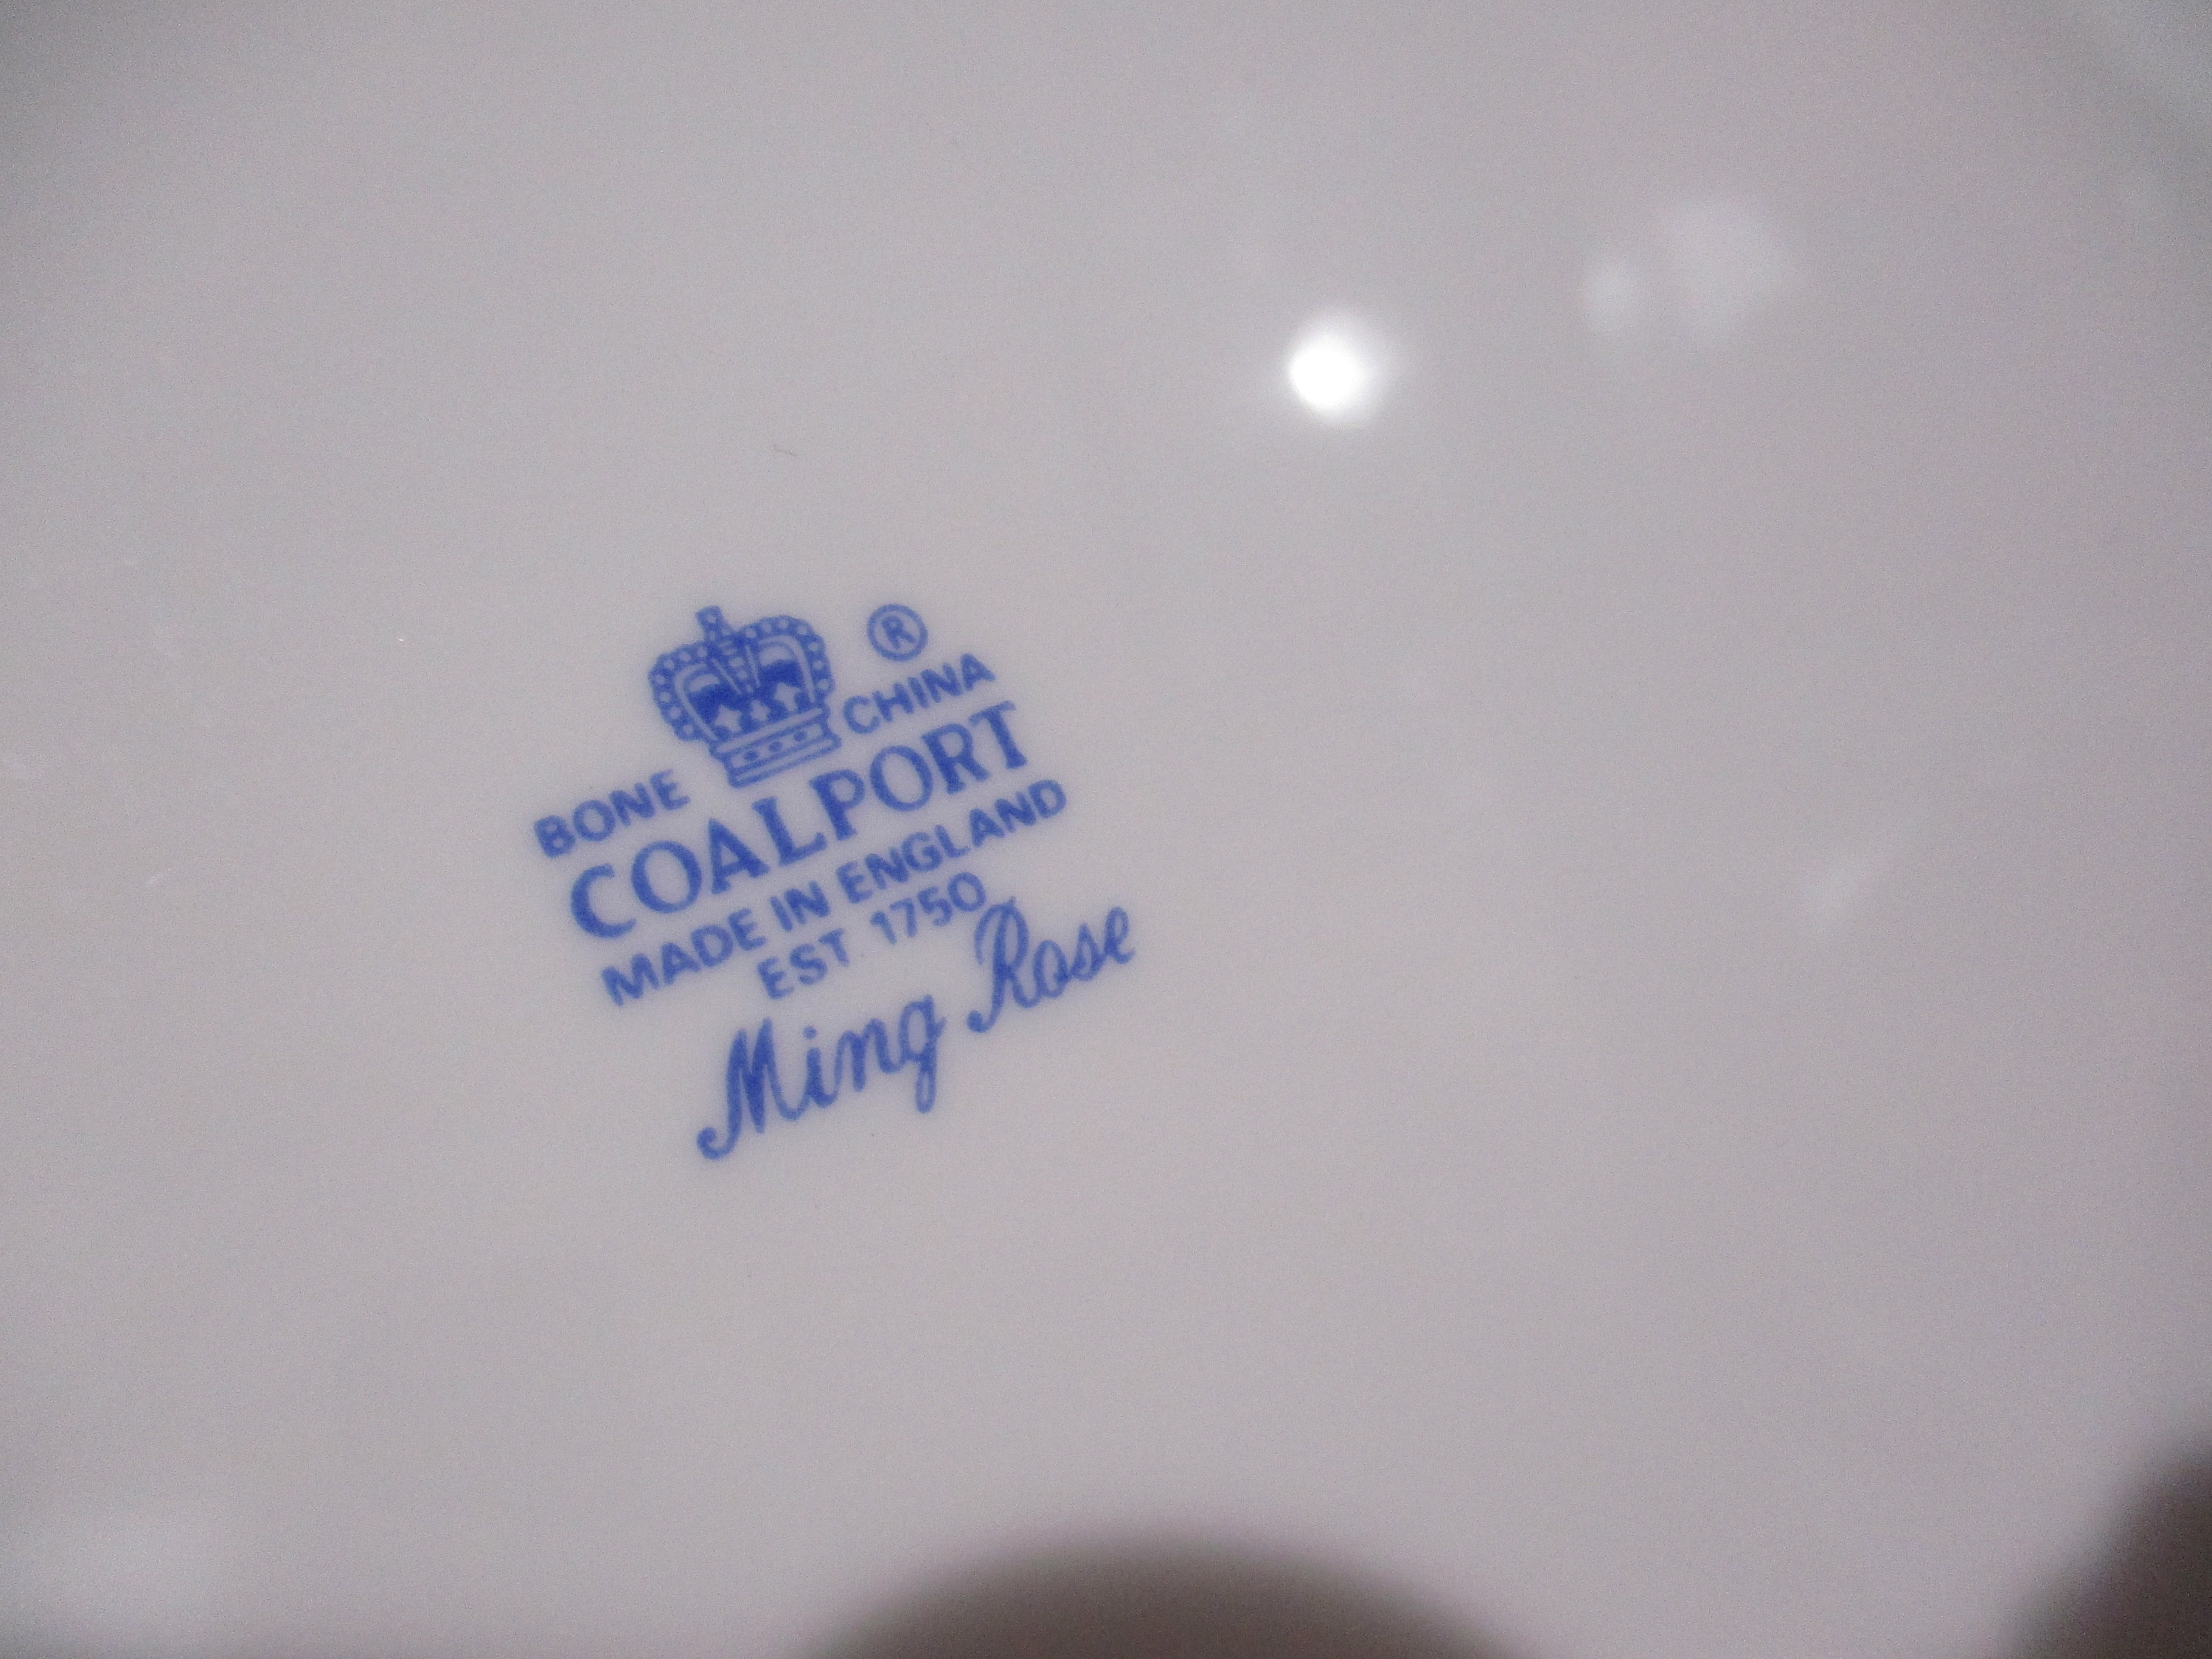 ®
BONE CHINA
COALPORT
MADE IN ENGLAND
EST 1750
Ming Rose